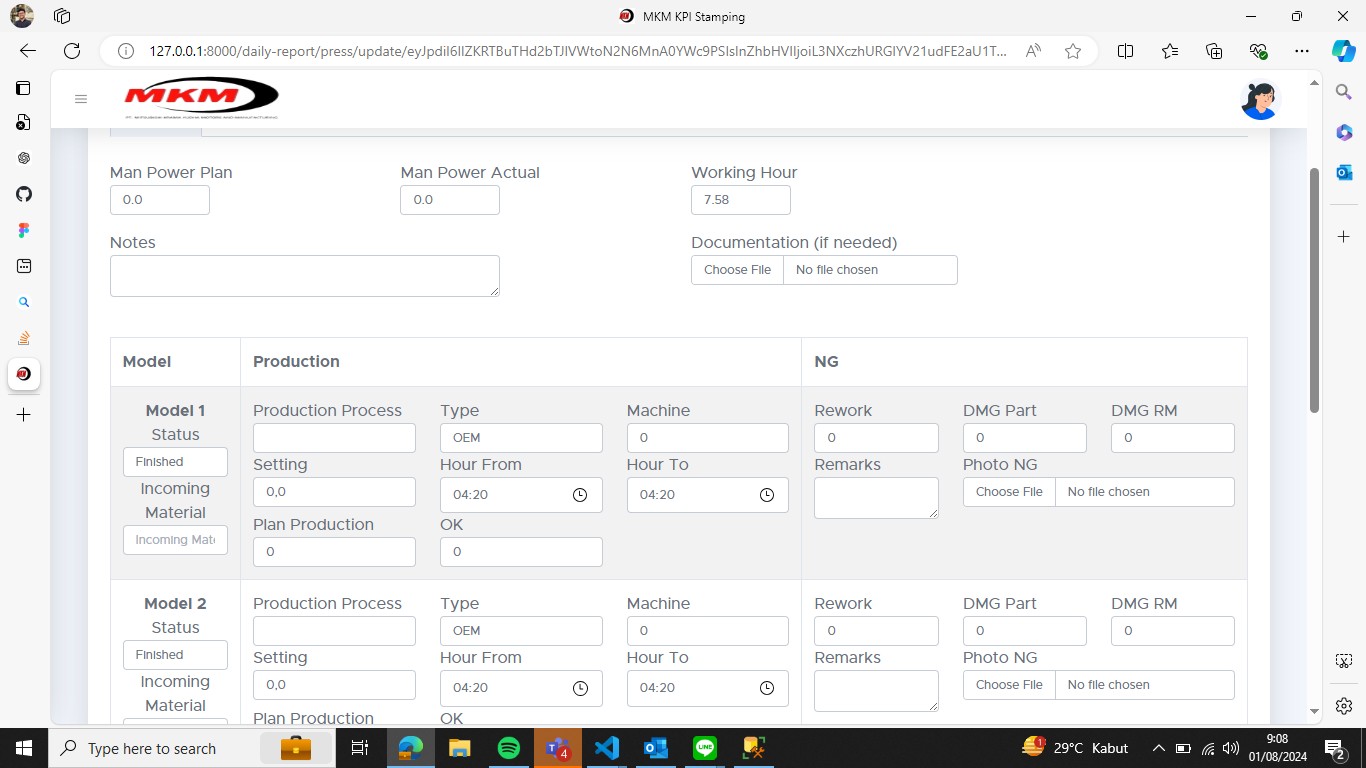 MKM KPI Stamping
127.0.0.1:8000/daily-report/press/update/
MKM
Man Power Plan Man Power Actual Working Hour
0.0 0.0 7.58
Notes Documentation (if needed)
Choose File No file chosen
Model Production NG
Model 1 Production Process Type Machine Rework DMG Part DMG RM
Status OEM 0 0 0 0
Finished Setting Hour From Hour To Remarks Photo NG
Incoming 0,0 04:20 04:20 Choose File No file chosen
Material Plan Production OK
Incoming Mate 0 0
Model 2 Production Process Type Machine Rework DMG Part DMG RM
Status OEM 0 0 0 0
Finished Setting Hour From Hour To Remarks Photo NG
Incoming 0,0 04:20 04:20 Choose File No file chosen
Material
Plan Production OK
Type here to search 4 LINE 1 29°C Kabut 9:08
01/08/2024 2